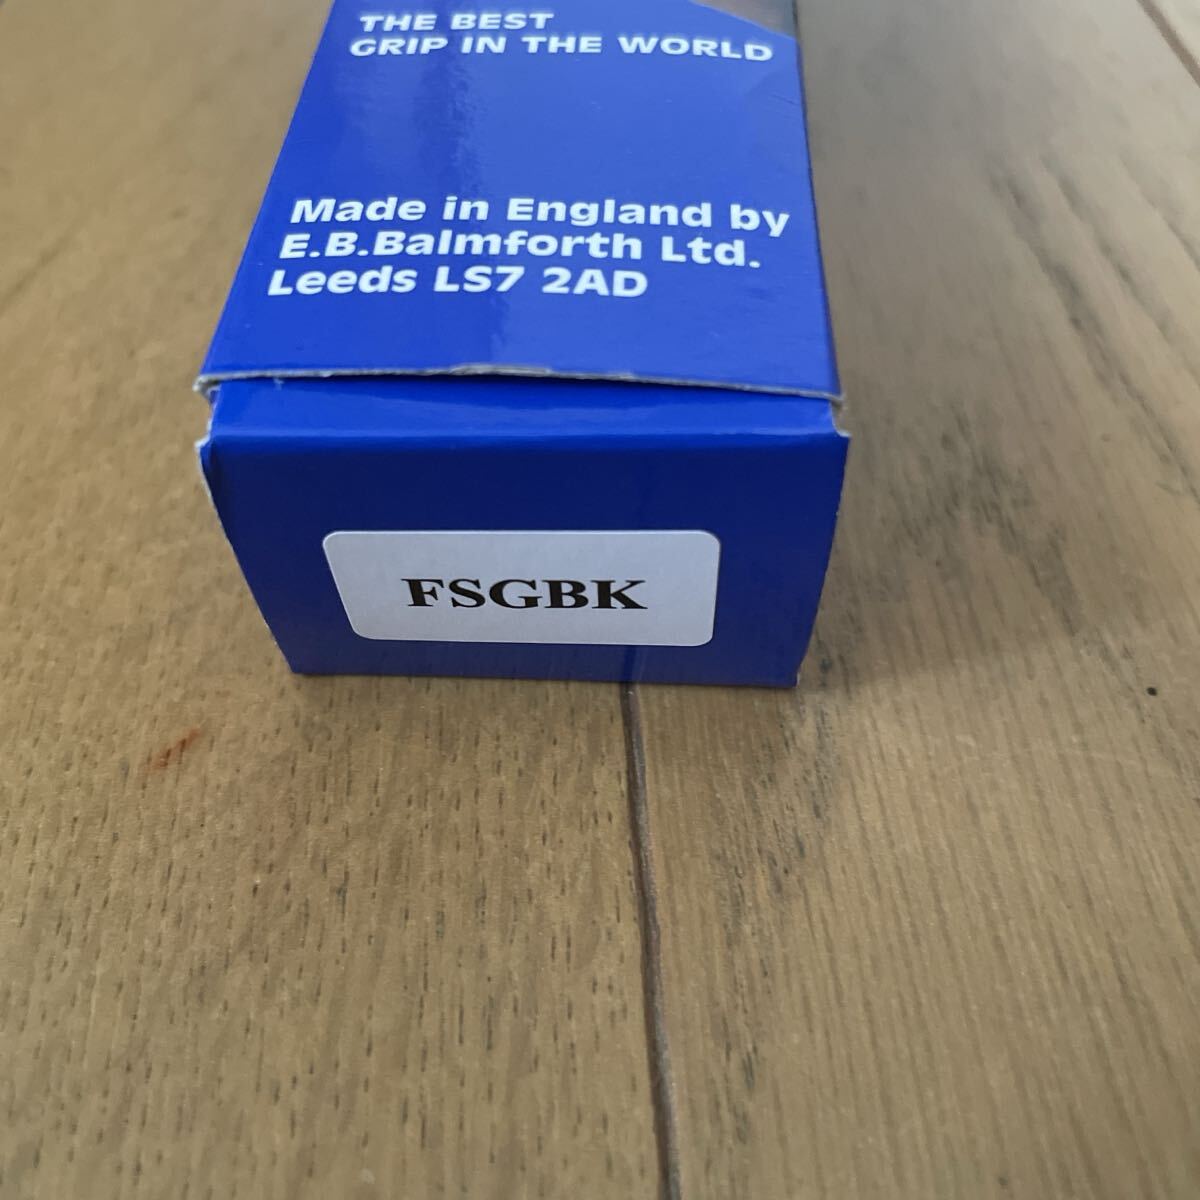 THE BEST
GRIP IN THE WORLD
Made in England by
E.B.Balmforth Ltd.
Leeds LS7 2AD
FSGBK